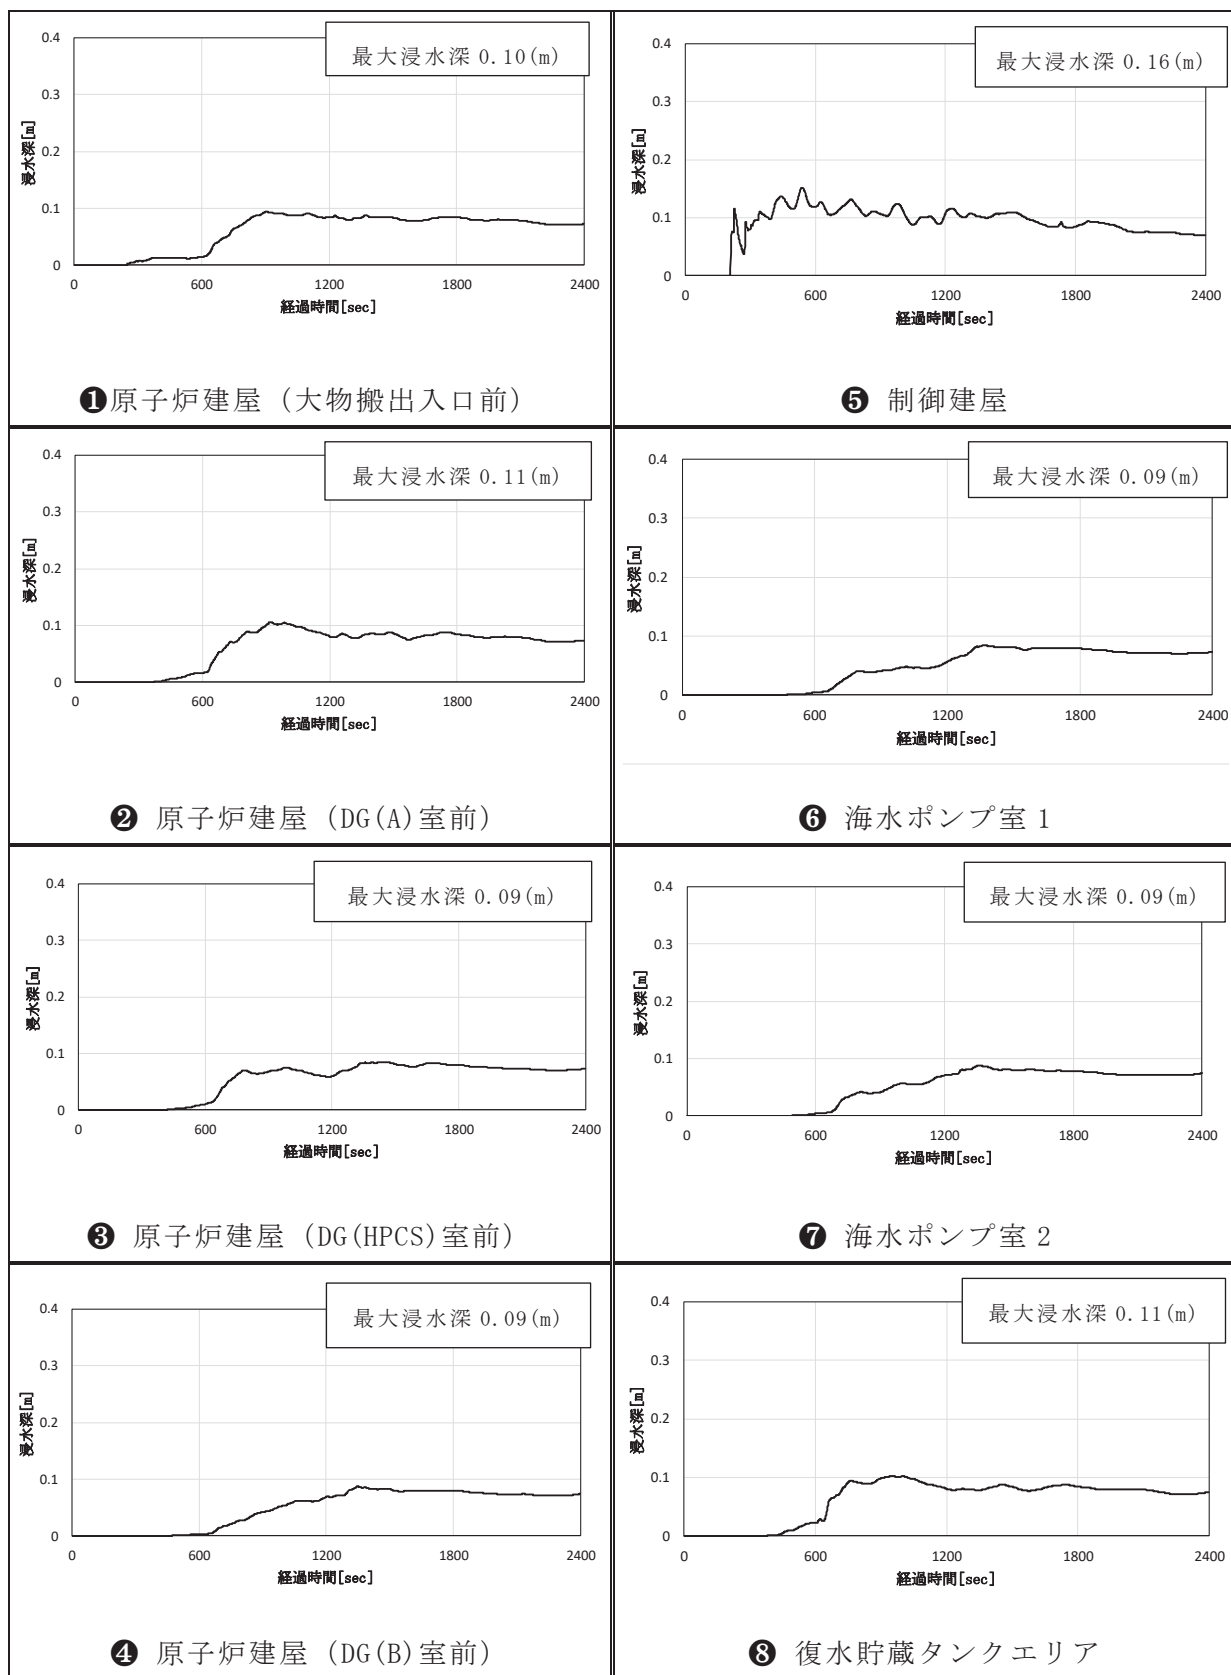 最大浸水深 0.10(m)
0.4
0.3
0.2
0.1
0
浸水深[m]
0 600 1200 1800 2400
経過時間[sec]
❶原子炉建屋（大物搬出入口前）
最大浸水深 0.16(m)
0.4
0.3
0.2
0.1
0
浸水深[m]
0 600 1200 1800 2400
経過時間[sec]
❺ 制御建屋
最大浸水深 0.11(m)
0.4
0.3
0.2
0.1
0
浸水深[m]
0 600 1200 1800 2400
経過時間[sec]
❷ 原子炉建屋（DG(A)室前）
最大浸水深 0.09(m)
0.4
0.3
0.2
0.1
0
浸水深[m]
0 600 1200 1800 2400
経過時間[sec]
❻ 海水ポンプ室 1
最大浸水深 0.09(m)
0.4
0.3
0.2
0.1
0
浸水深[m]
0 600 1200 1800 2400
経過時間[sec]
❸ 原子炉建屋（DG(HPCS)室前）
最大浸水深 0.09(m)
0.4
0.3
0.2
0.1
0
浸水深[m]
0 600 1200 1800 2400
経過時間[sec]
❼ 海水ポンプ室 2
最大浸水深 0.09(m)
0.4
0.3
0.2
0.1
0
浸水深[m]
0 600 1200 1800 2400
経過時間[sec]
❹ 原子炉建屋（DG(B)室前）
最大浸水深 0.11(m)
0.4
0.3
0.2
0.1
0
浸水深[m]
0 600 1200 1800 2400
経過時間[sec]
❽ 復水貯蔵タンクエリア